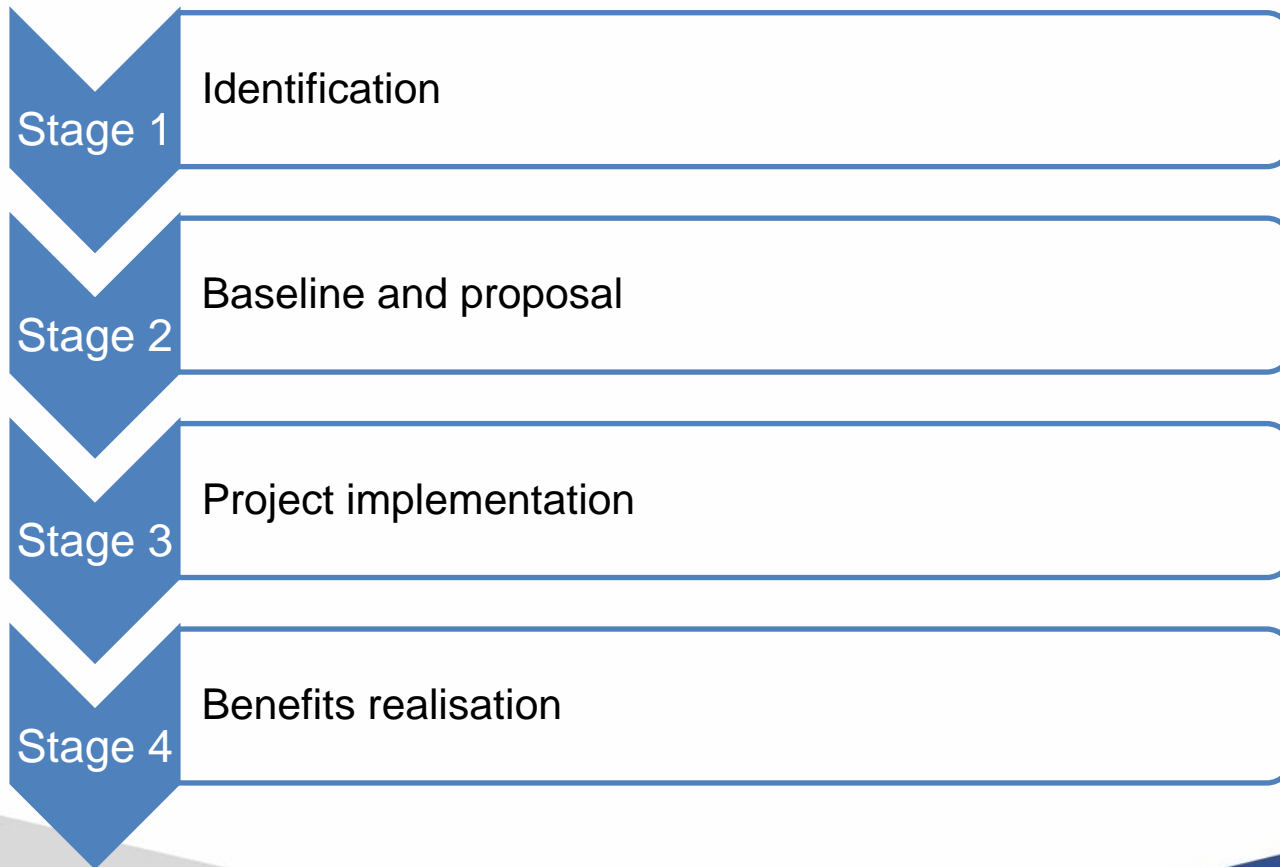 Stage 1
Identification
Stage 2
Baseline and proposal
Stage 3
Project implementation
Stage 4
Benefits realisation